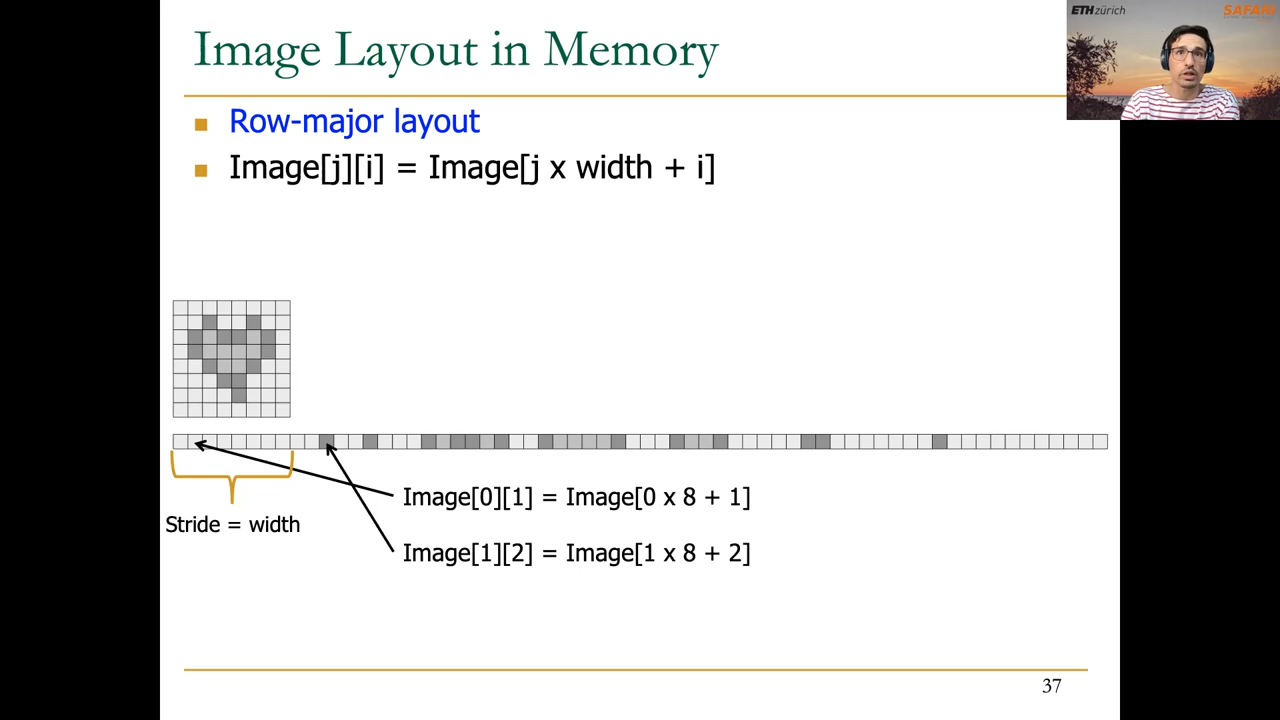 Image Layout in Memory
ETH zürich
SAFARI
Row-major layout
Image[j][i] = Image[j x width + i]
Image[0][1] = Image[0 x 8 + 1]
Stride = width
Image[1][2] = Image[1 x 8 + 2]
37